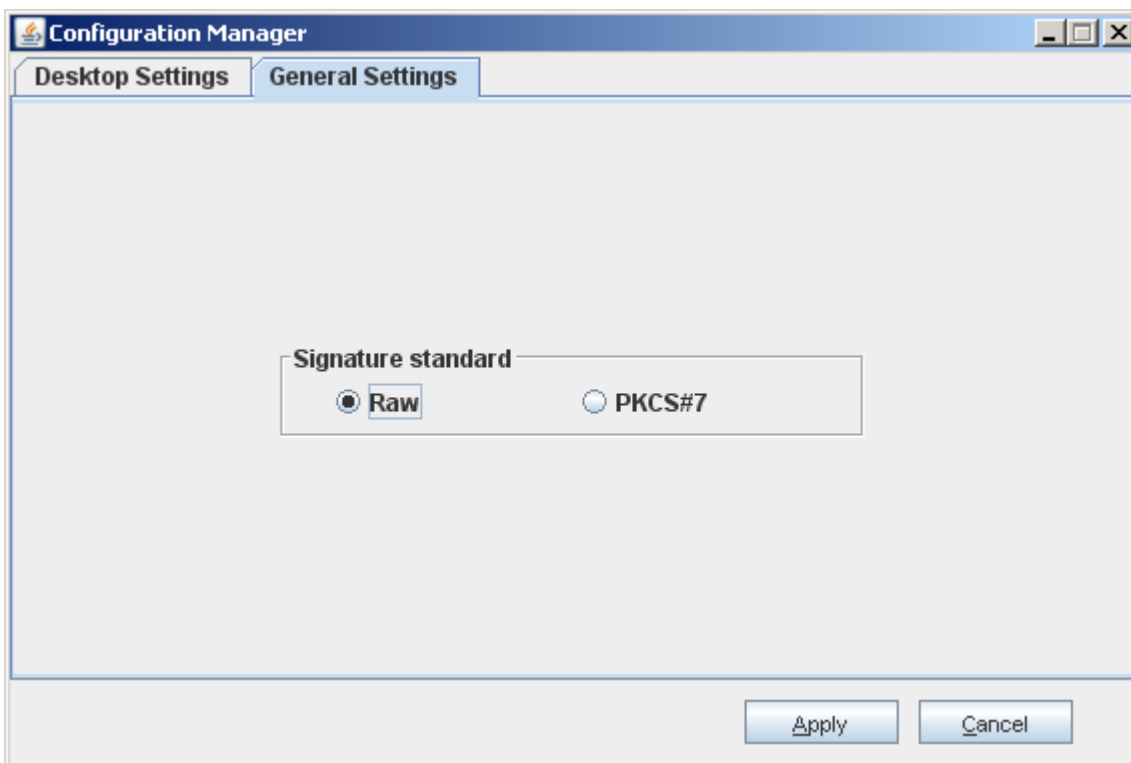 Configuration Manager
Desktop Settings General Settings
Signature standard
Raw PKCS#7
Apply Cancel